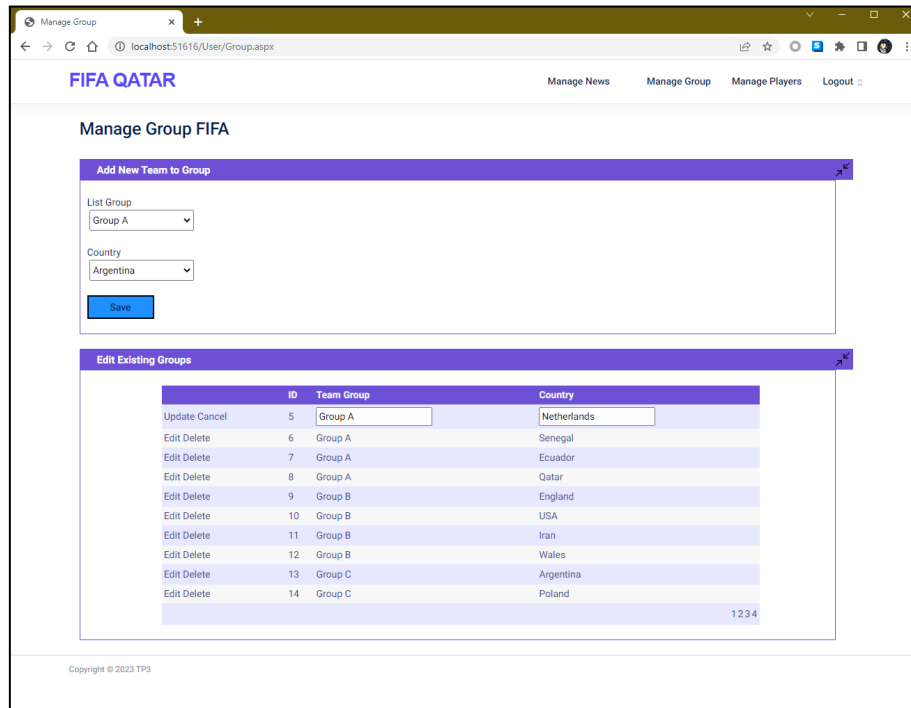 Manage Group
localhost:51616/User/Group.aspx
FIFA QATAR
Manage News Manage Group Manage Players Logout
Manage Group FIFA
Add New Team to Group
List Group
Group A
Country
Argentina
Save
Edit Existing Groups
ID Team Group Country
Update Cancel 5 Group A Netherlands
Edit Delete 6 Group A Senegal
Edit Delete 7 Group A Ecuador
Edit Delete 8 Group A Qatar
Edit Delete 9 Group B England
Edit Delete 10 Group B USA
Edit Delete 11 Group B Iran
Edit Delete 12 Group B Wales
Edit Delete 13 Group C Argentina
Edit Delete 14 Group C Poland
1 2 3 4
Copyright © 2023 TP3